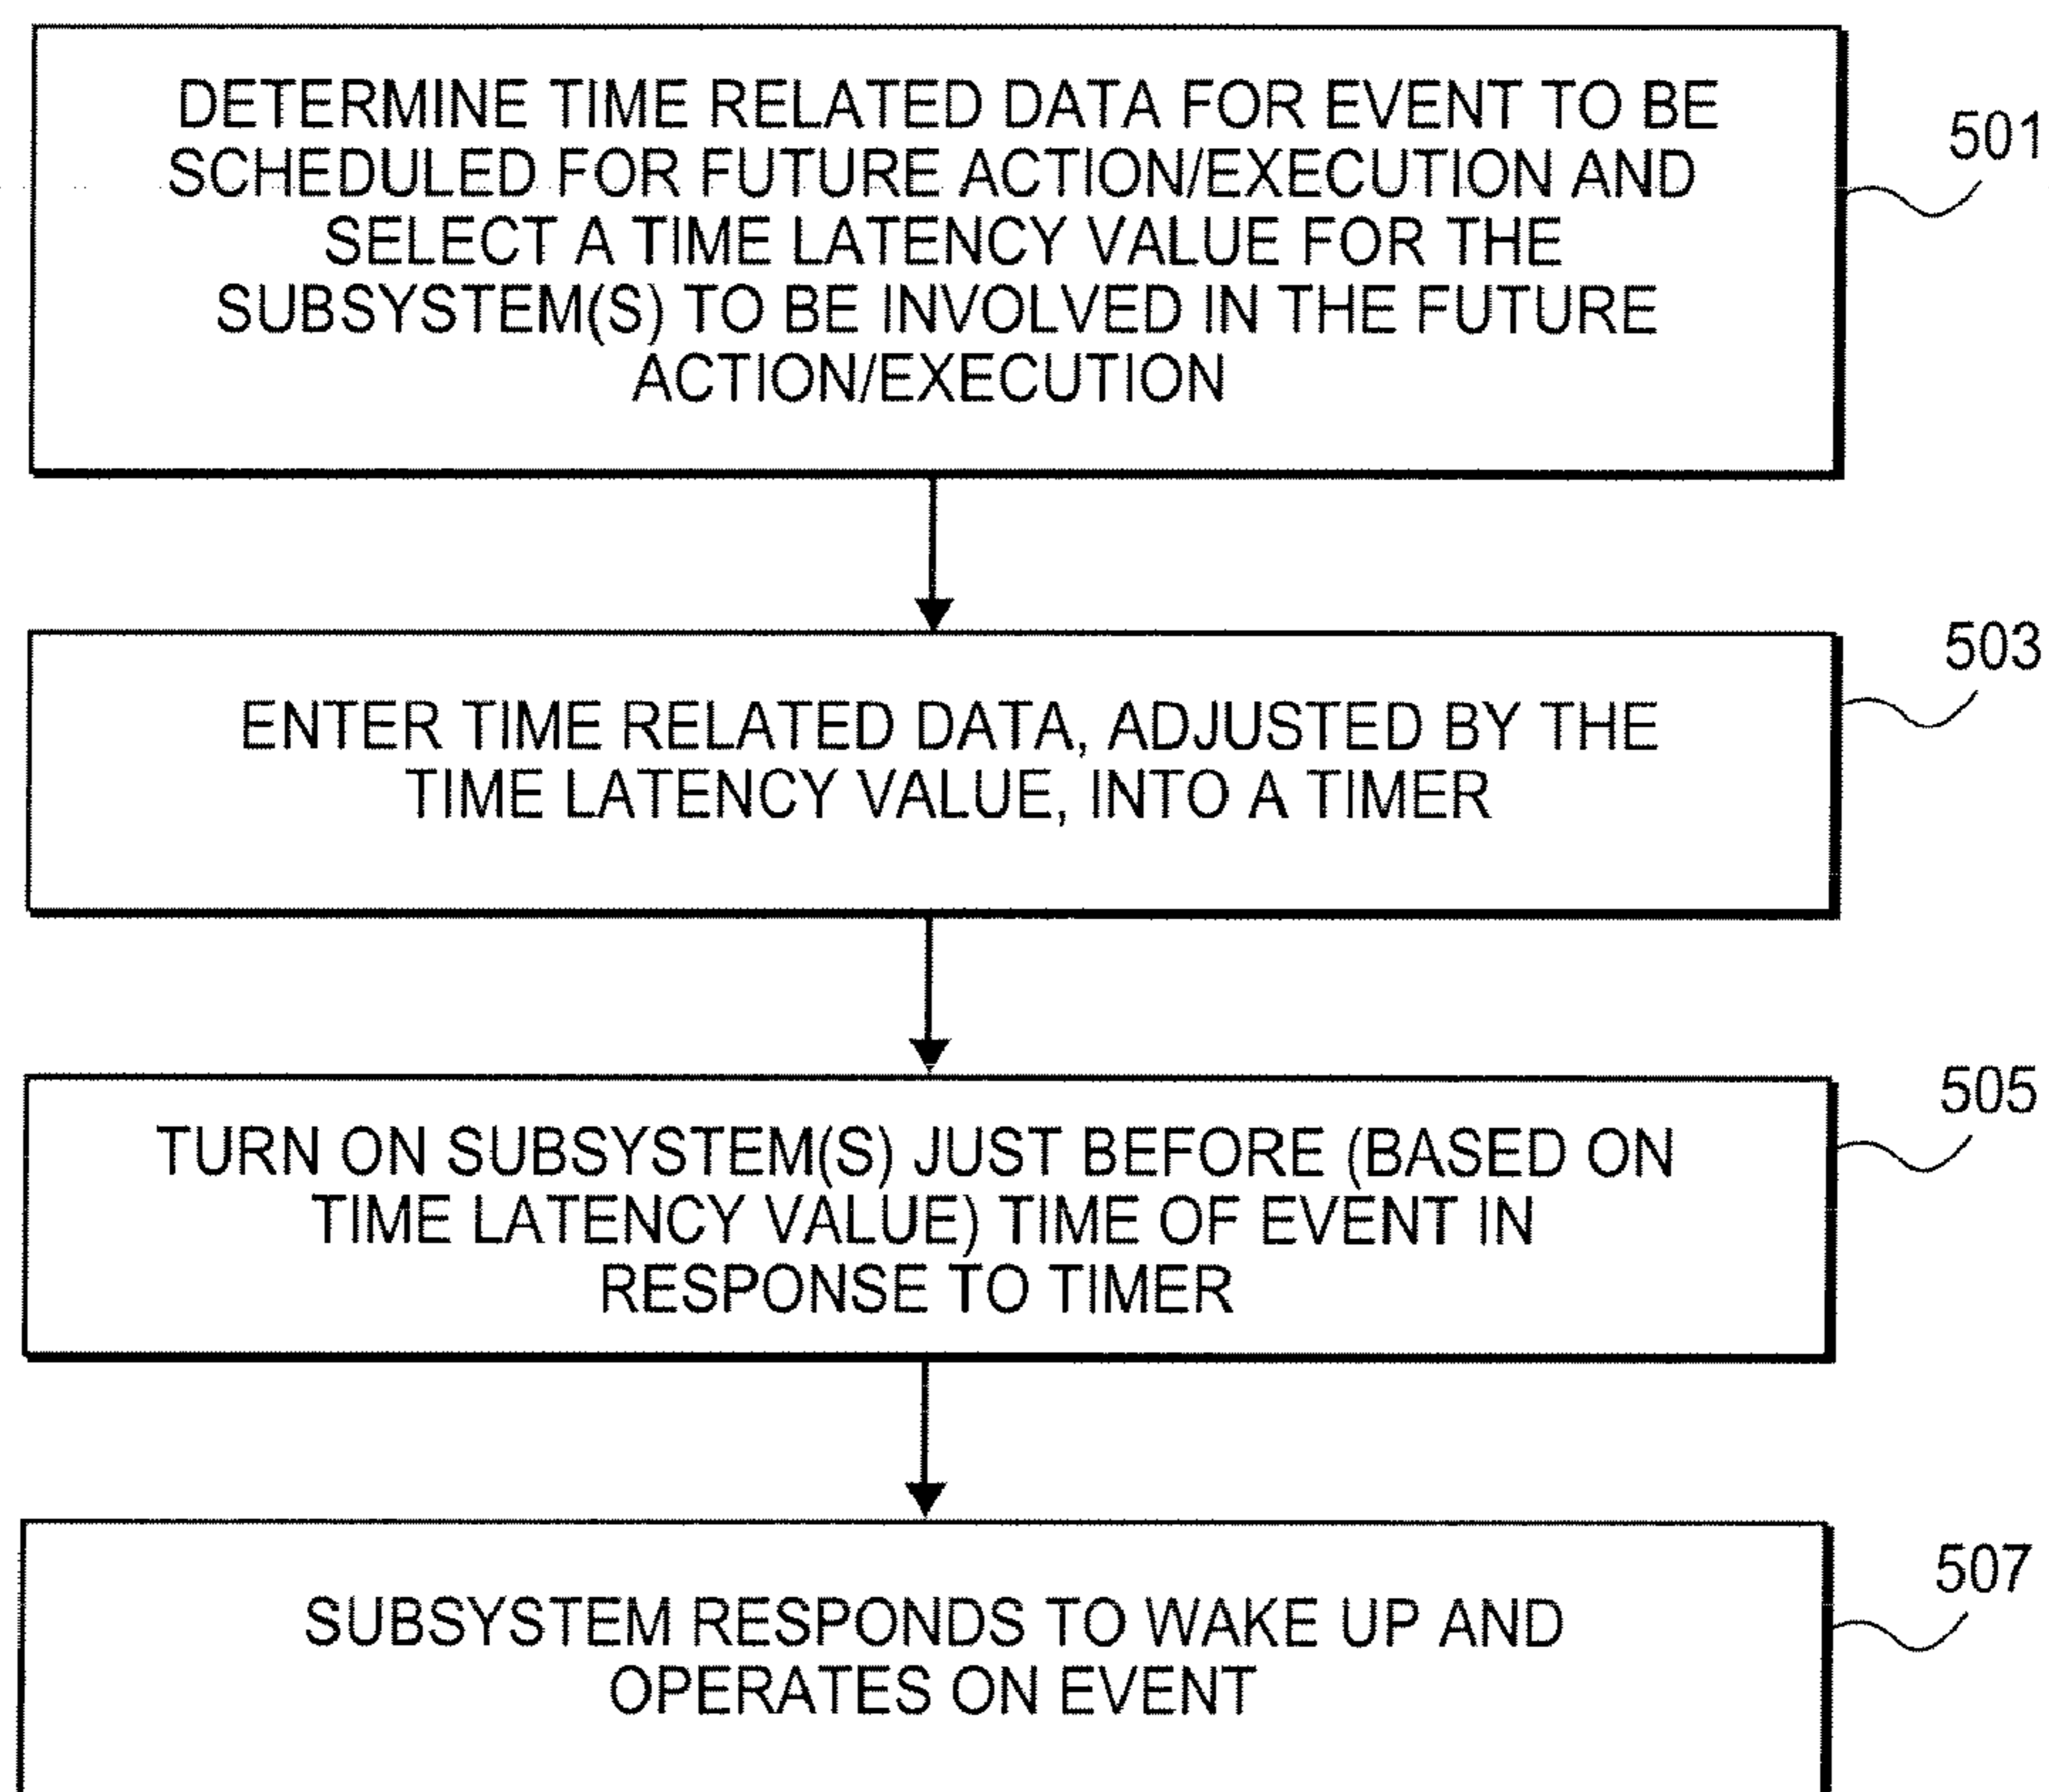 DETERMINE TIME RELATED DATA FOR EVENT TO BE
SCHEDULED FOR FUTURE ACTION/EXECUTION AND
SELECT A TIME LATENCY VALUE FOR THE
SUBSYSTEM(S) TO BE INVOLVED IN THE FUTURE
ACTION/EXECUTION
501
ENTER TIME RELATED DATA, ADJUSTED BY THE
TIME LATENCY VALUE, INTO A TIMER
503
TURN ON SUBSYSTEM(S) JUST BEFORE (BASED ON
TIME LATENCY VALUE) TIME OF EVENT IN
RESPONSE TO TIMER
505
SUBSYSTEM RESPONDS TO WAKE UP AND
OPERATES ON EVENT
507